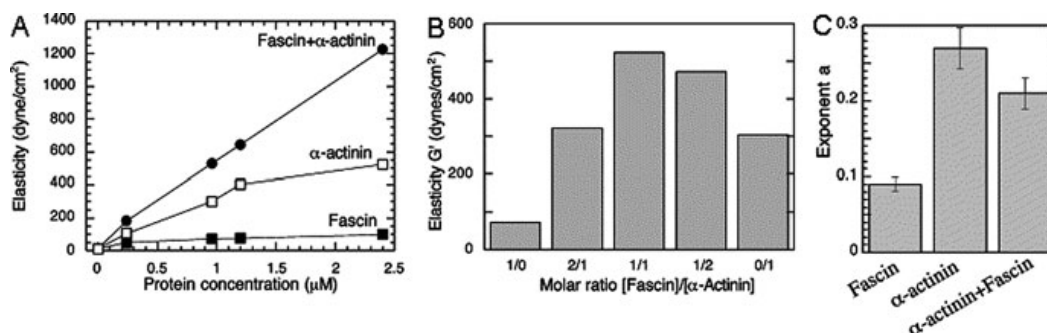 A
Elasticity (dyne/cm²)
1400
1200
1000
800
600
400
200
0
Fascin+α-actinin
α-actinin
Fascin
0 0.5 1 1.5 2 2.5
Protein concentration (μM)
B
Elasticity G' (dynes/cm²)
600
400
200
0
1/0 2/1 1/1 1/2 0/1
Molar ratio [Fascin]/[α-Actinin]
C
Exponent a
0.3
0.2
0.1
0
Fascin
α-actinin
α-actinin+Fascin